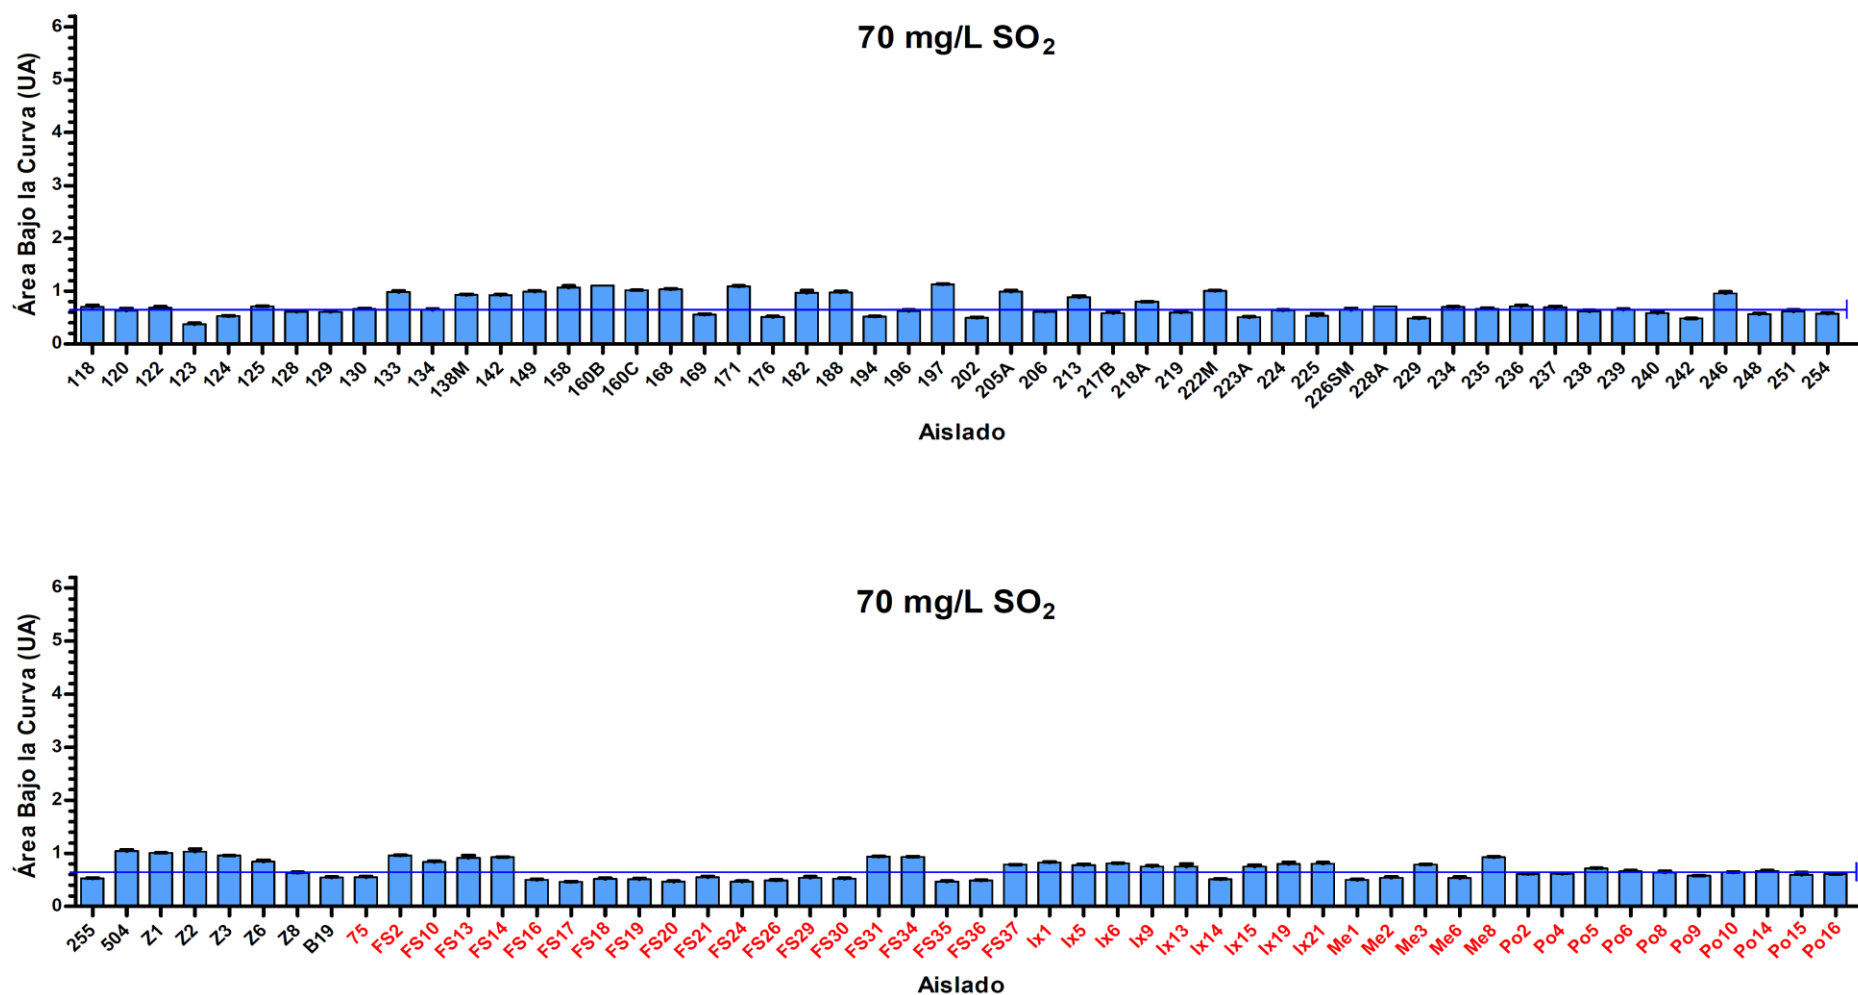 70 mg/L SO₂
Área Bajo la Curva (UA)
6
5
4
3
2
1
0
118 120 122 123 124 125 128 129 130 133 134 138M 142 149 158 160B 160C 168 169 171 176 182 188 194 196 197 202 205A 206 213 217B 218A 219 222M 223A 224 225 226SM 228A 229 234 235 236 237 238 239 240 242 246 248 251 254
Aislado
70 mg/L SO₂
Área Bajo la Curva (UA)
6
5
4
3
2
1
0
255 504 Z1 Z2 Z3 Z6 Z8 B19 75 FS2 FS10 FS13 FS14 FS16 FS17 FS18 FS19 FS20 FS21 FS24 FS26 FS29 FS30 FS31 FS34 FS35 FS36 FS37 Ix1 Ix5 Ix6 Ix9 Ix13 Ix14 Ix15 Ix19 Ix21 Me1 Me2 Me3 Me6 Me8 Po2 Po4 Po5 Po6 Po8 Po9 Po10 Po14 Po15 Po16
Aislado